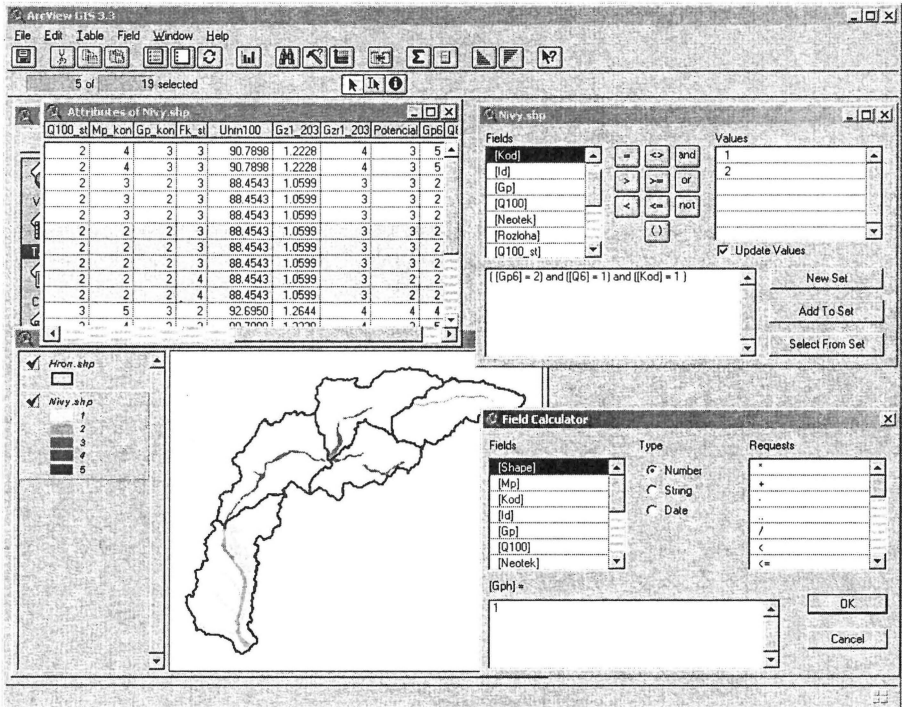 ArcView GIS 3.3
File Edit Table Field Window Help
5 of 19 selected
Attributes of Nivy.shp
Q100_st Mp_kon Gp_kon Fk_st Uhrn100 Gz1_203 Gzr1_203 Potencial Gp6
2 4 3 3 90.7898 1.2228 4 3 5
2 4 3 3 90.7898 1.2228 4 3 5
2 3 2 3 88.4543 1.0599 3 3 2
2 3 2 3 88.4543 1.0599 3 3 2
2 3 2 3 88.4543 1.0599 3 3 2
2 2 2 3 88.4543 1.0599 3 3 2
2 2 2 3 88.4543 1.0599 3 3 2
2 2 2 3 88.4543 1.0599 3 3 2
2 2 2 4 88.4543 1.0599 3 2 2
2 2 2 4 88.4543 1.0599 3 2 2
3 5 3 2 92.6950 1.2644 4 4 4
Nivy.shp
Fields
[Kod]
[Id]
[Gp]
[Q100]
[Neotek]
[Rozloha]
[Q100_st]
= <> and
> >= or
< <= not
( )
Values
1
2
Update Values
( [Gp6] = 2) and ([Q6] = 1) and ([Kod] = 1 )
New Set
Add To Set
Select From Set
Hron.shp
Nivy.shp
1
2
3
4
5
Field Calculator
Fields
[Shape]
[Mp]
[Kod]
[Id]
[Gp]
[Q100]
[Neotek]
Type
Number
String
Date
Requests
*
+
-
/
<
<=
[Gph] =
1
OK
Cancel